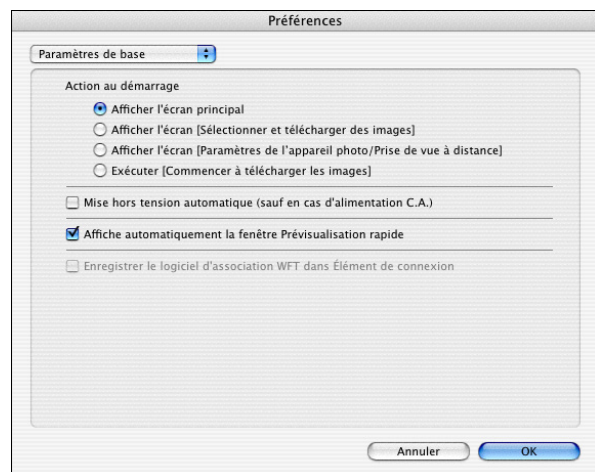 Préférences
Paramètres de base
Action au démarrage
Afficher l'écran principal
Afficher l'écran [Sélectionner et télécharger des images]
Afficher l'écran [Paramètres de l'appareil photo/Prise de vue à distance]
Exécuter [Commencer à télécharger les images]
Mise hors tension automatique (sauf en cas d'alimentation C.A.)
Affiche automatiquement la fenêtre Prévisualisation rapide
Enregistrer le logiciel d'association WFT dans Élément de connexion
Annuler OK